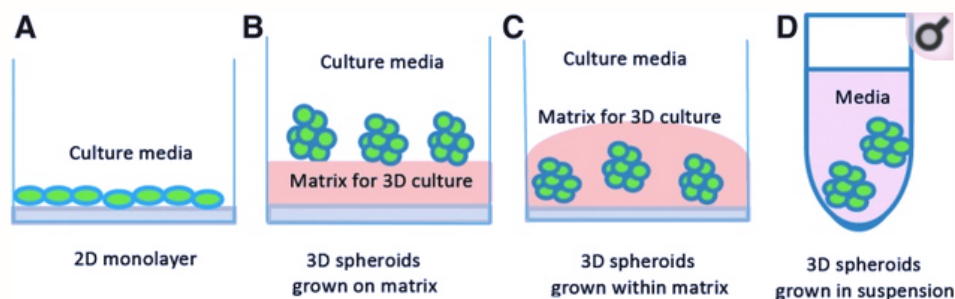 A
Culture media
2D monolayer
B
Culture media
Matrix for 3D culture
3D spheroids
grown on matrix
C
Culture media
Matrix for 3D culture
3D spheroids
grown within matrix
D
Media
3D spheroids
grown in suspension